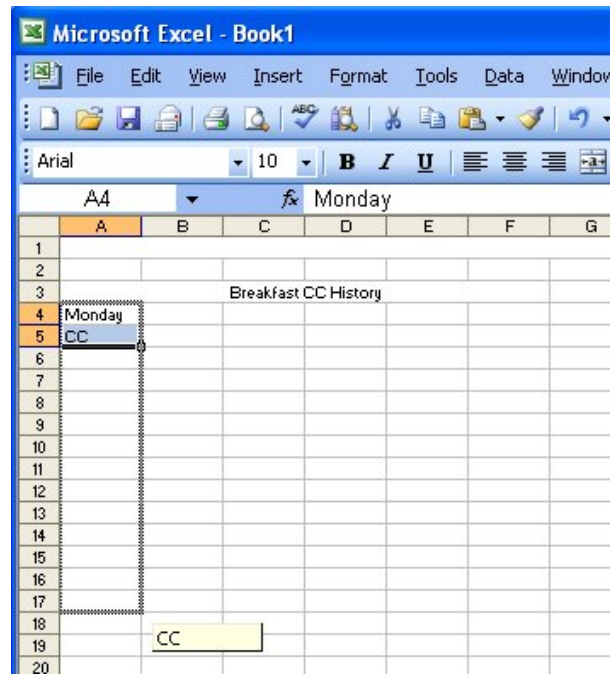 Microsoft Excel - Book1
File Edit View Insert Format Tools Data Window
ABC
Arial 10 B I U a
A4 fx Monday
A B C D E F G
1
2
3 Breakfast CC History
4 Monday
5 CC
6
7
8
9
10
11
12
13
14
15
16
17
18
19 CC
20